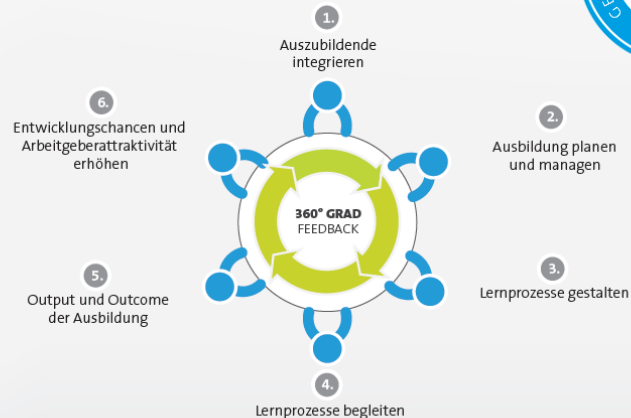 1.
Auszubildende
integrieren
2.
Ausbildung planen
und managen
3.
Lernprozesse gestalten
4.
Lernprozesse begleiten
5.
Output und Outcome
der Ausbildung
6.
Entwicklungschancen und
Arbeitgeberattraktivität
erhöhen
360° GRAD
FEEDBACK